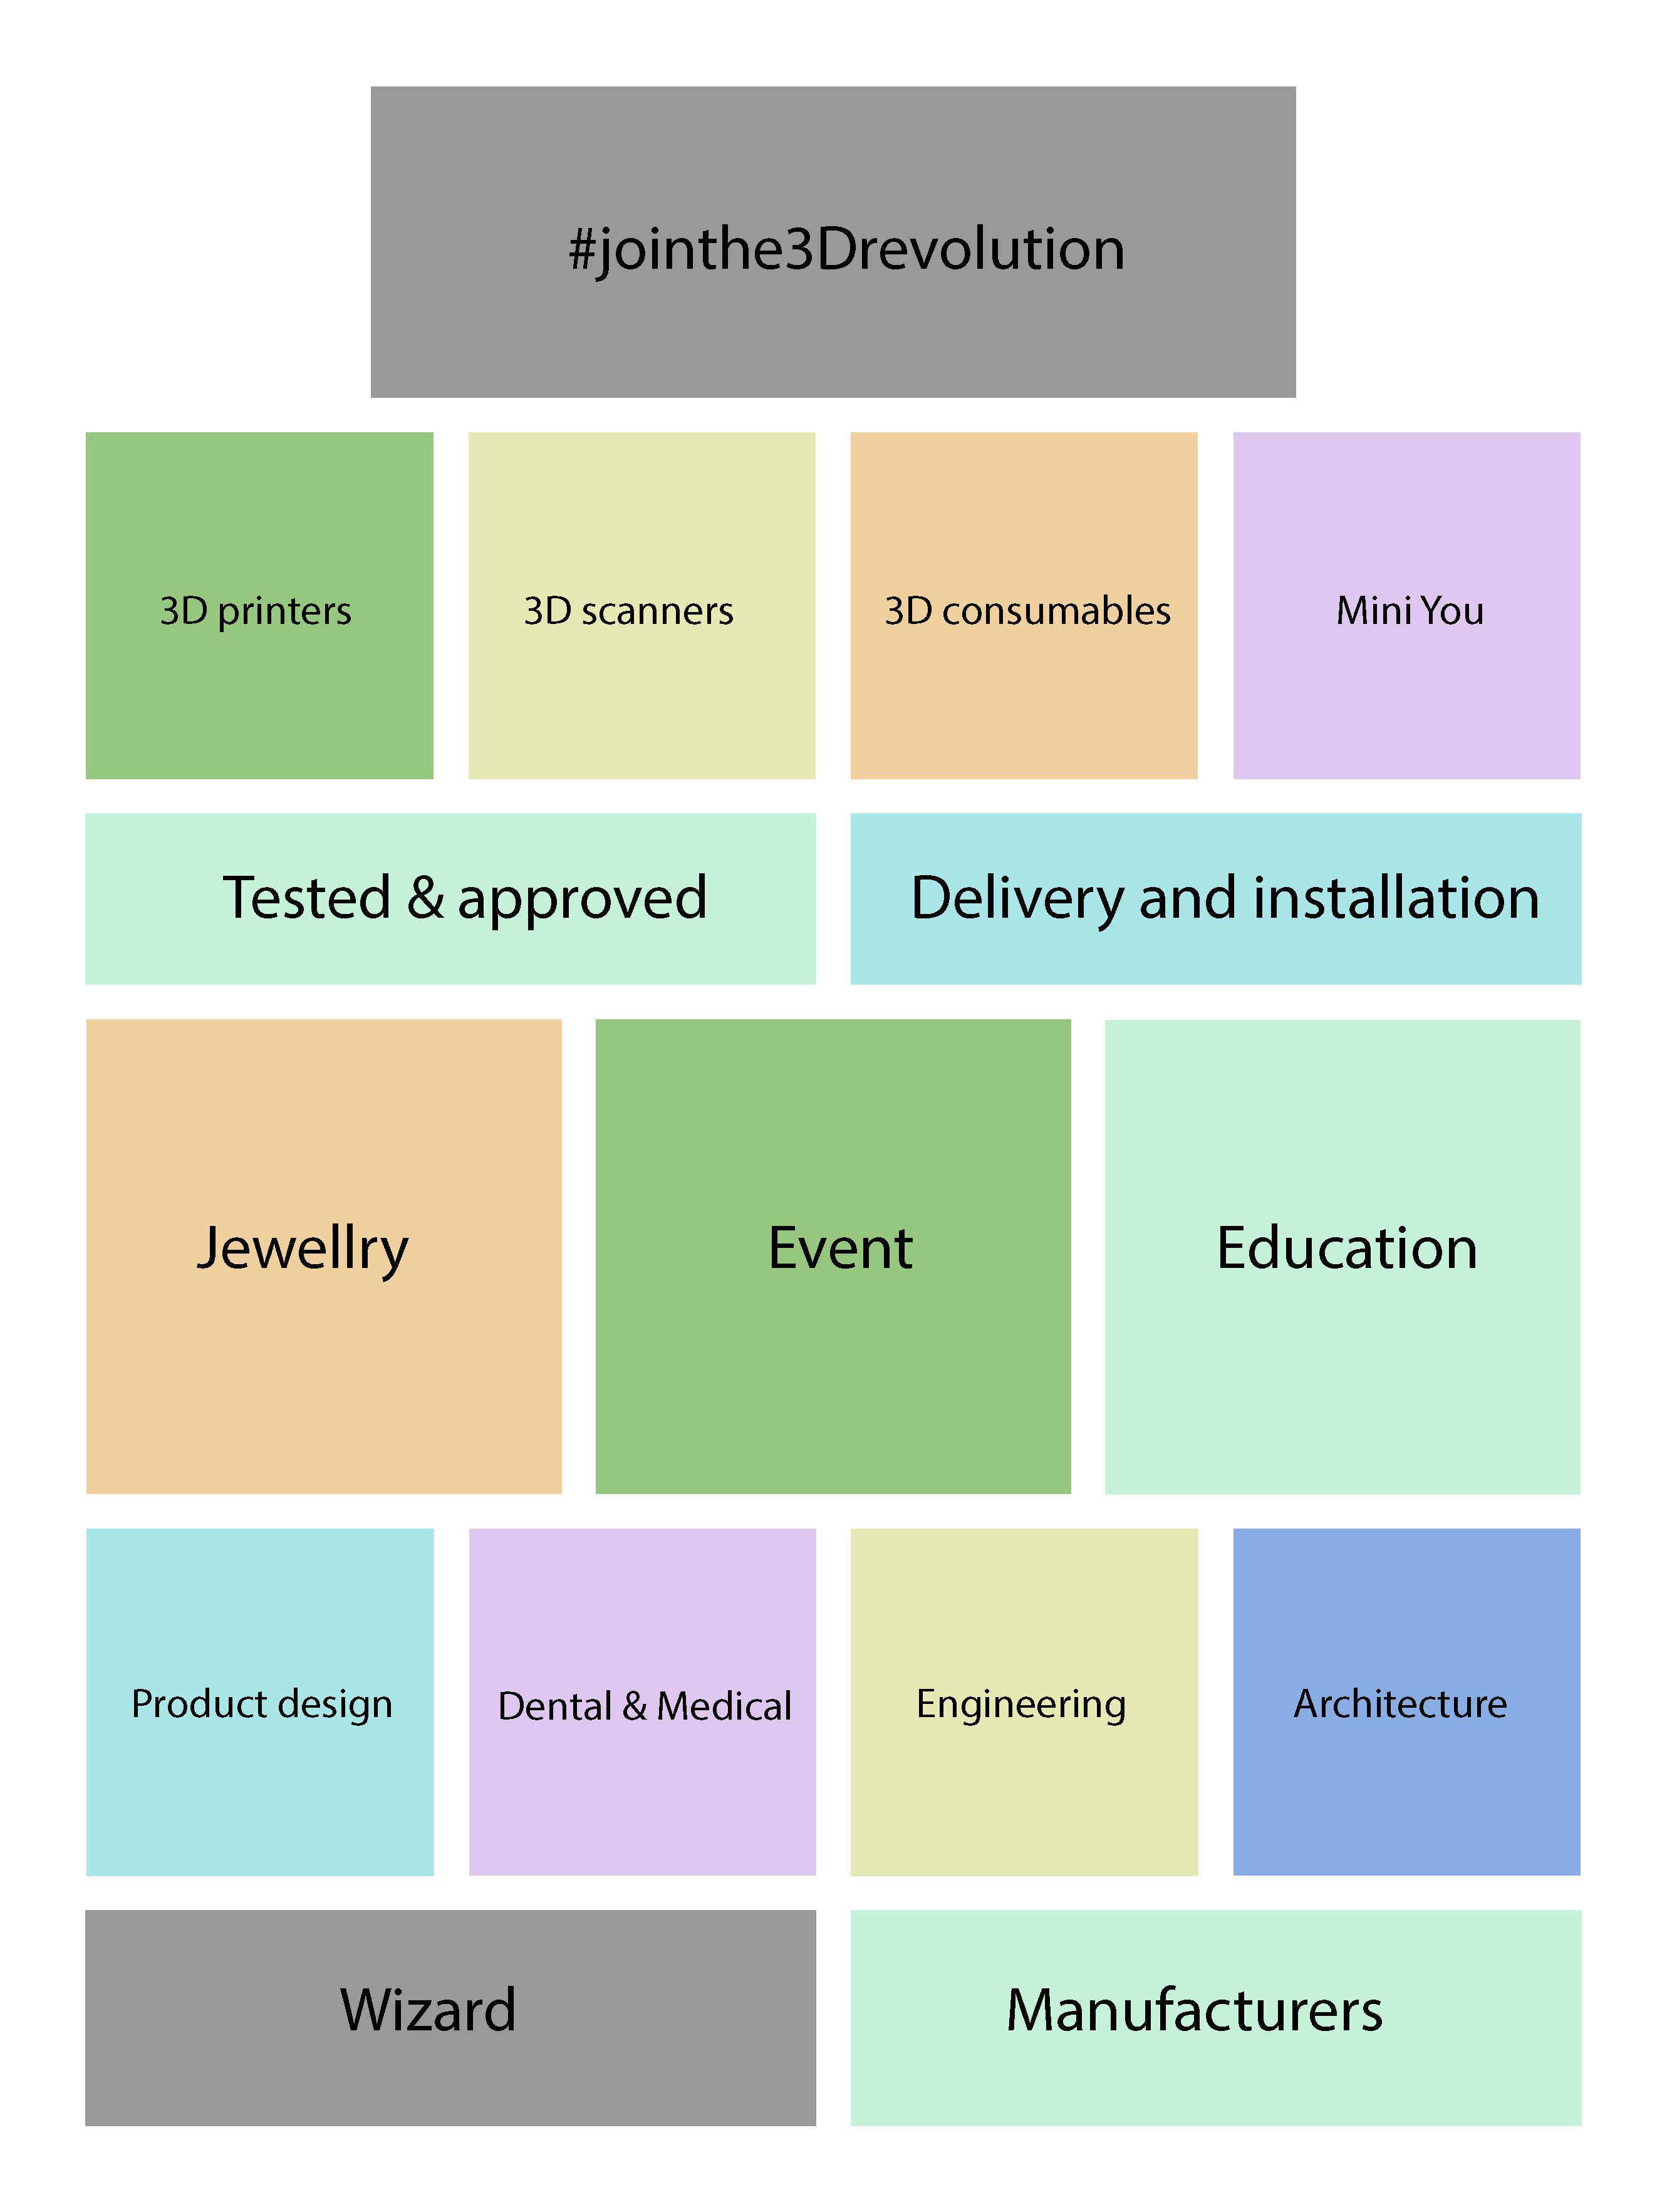 #jointhe3Drevolution
3D printers
3D scanners
3D consumables
Mini You
Tested & approved
Delivery and installation
Jewellry
Event
Education
Product design
Dental & Medical
Engineering
Architecture
Wizard
Manufacturers